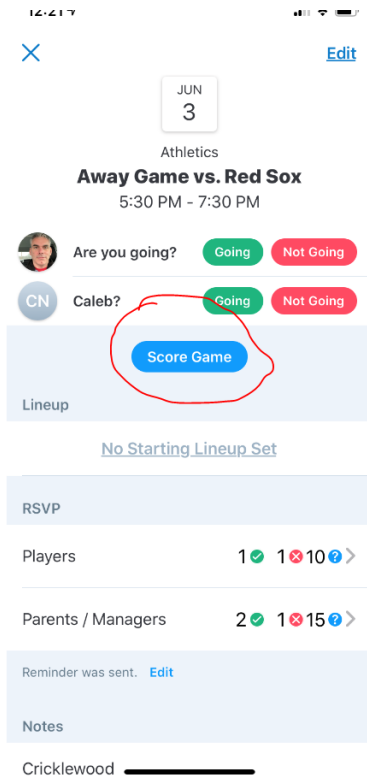 Edit
JUN
3
Athletics
Away Game vs. Red Sox
5:30 PM - 7:30 PM
Are you going? Going Not Going
CN Caleb? Going Not Going
Score Game
Lineup
No Starting Lineup Set
RSVP
Players 1 1 10 ?
Parents / Managers 2 1 15 ?
Reminder was sent. Edit
Notes
Cricklewood